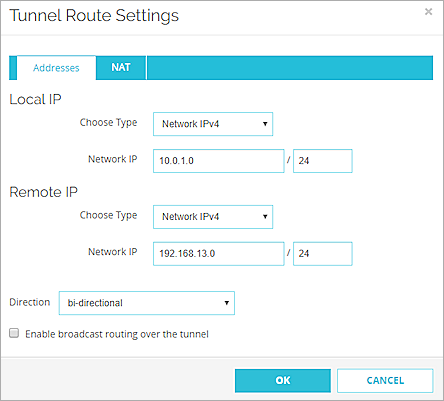 Tunnel Route Settings ×
Addresses NAT
Local IP
Choose Type Network IPv4
Network IP 10.0.1.0 / 24
Remote IP
Choose Type Network IPv4
Network IP 192.168.13.0 / 24
Direction bi-directional
Enable broadcast routing over the tunnel
OK CANCEL